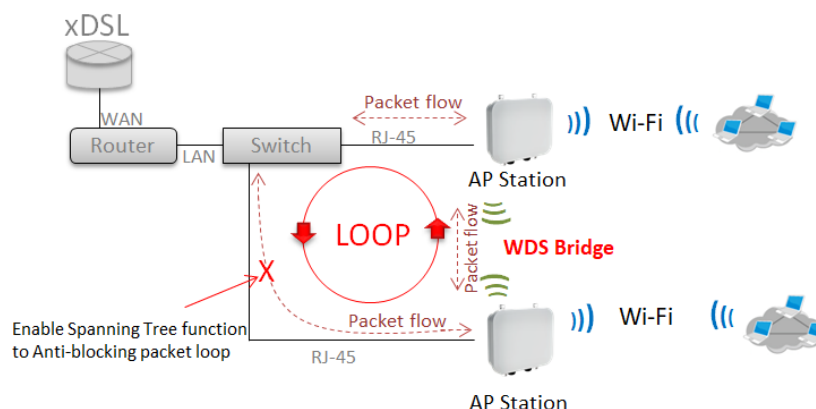 xDSL
WAN
Router
LAN
Switch
Packet flow
RJ-45
Wi-Fi
AP Station
LOOP
Packet flow
WDS Bridge
X
Enable Spanning Tree function
to Anti-blocking packet loop
Packet flow
RJ-45
Wi-Fi
AP Station